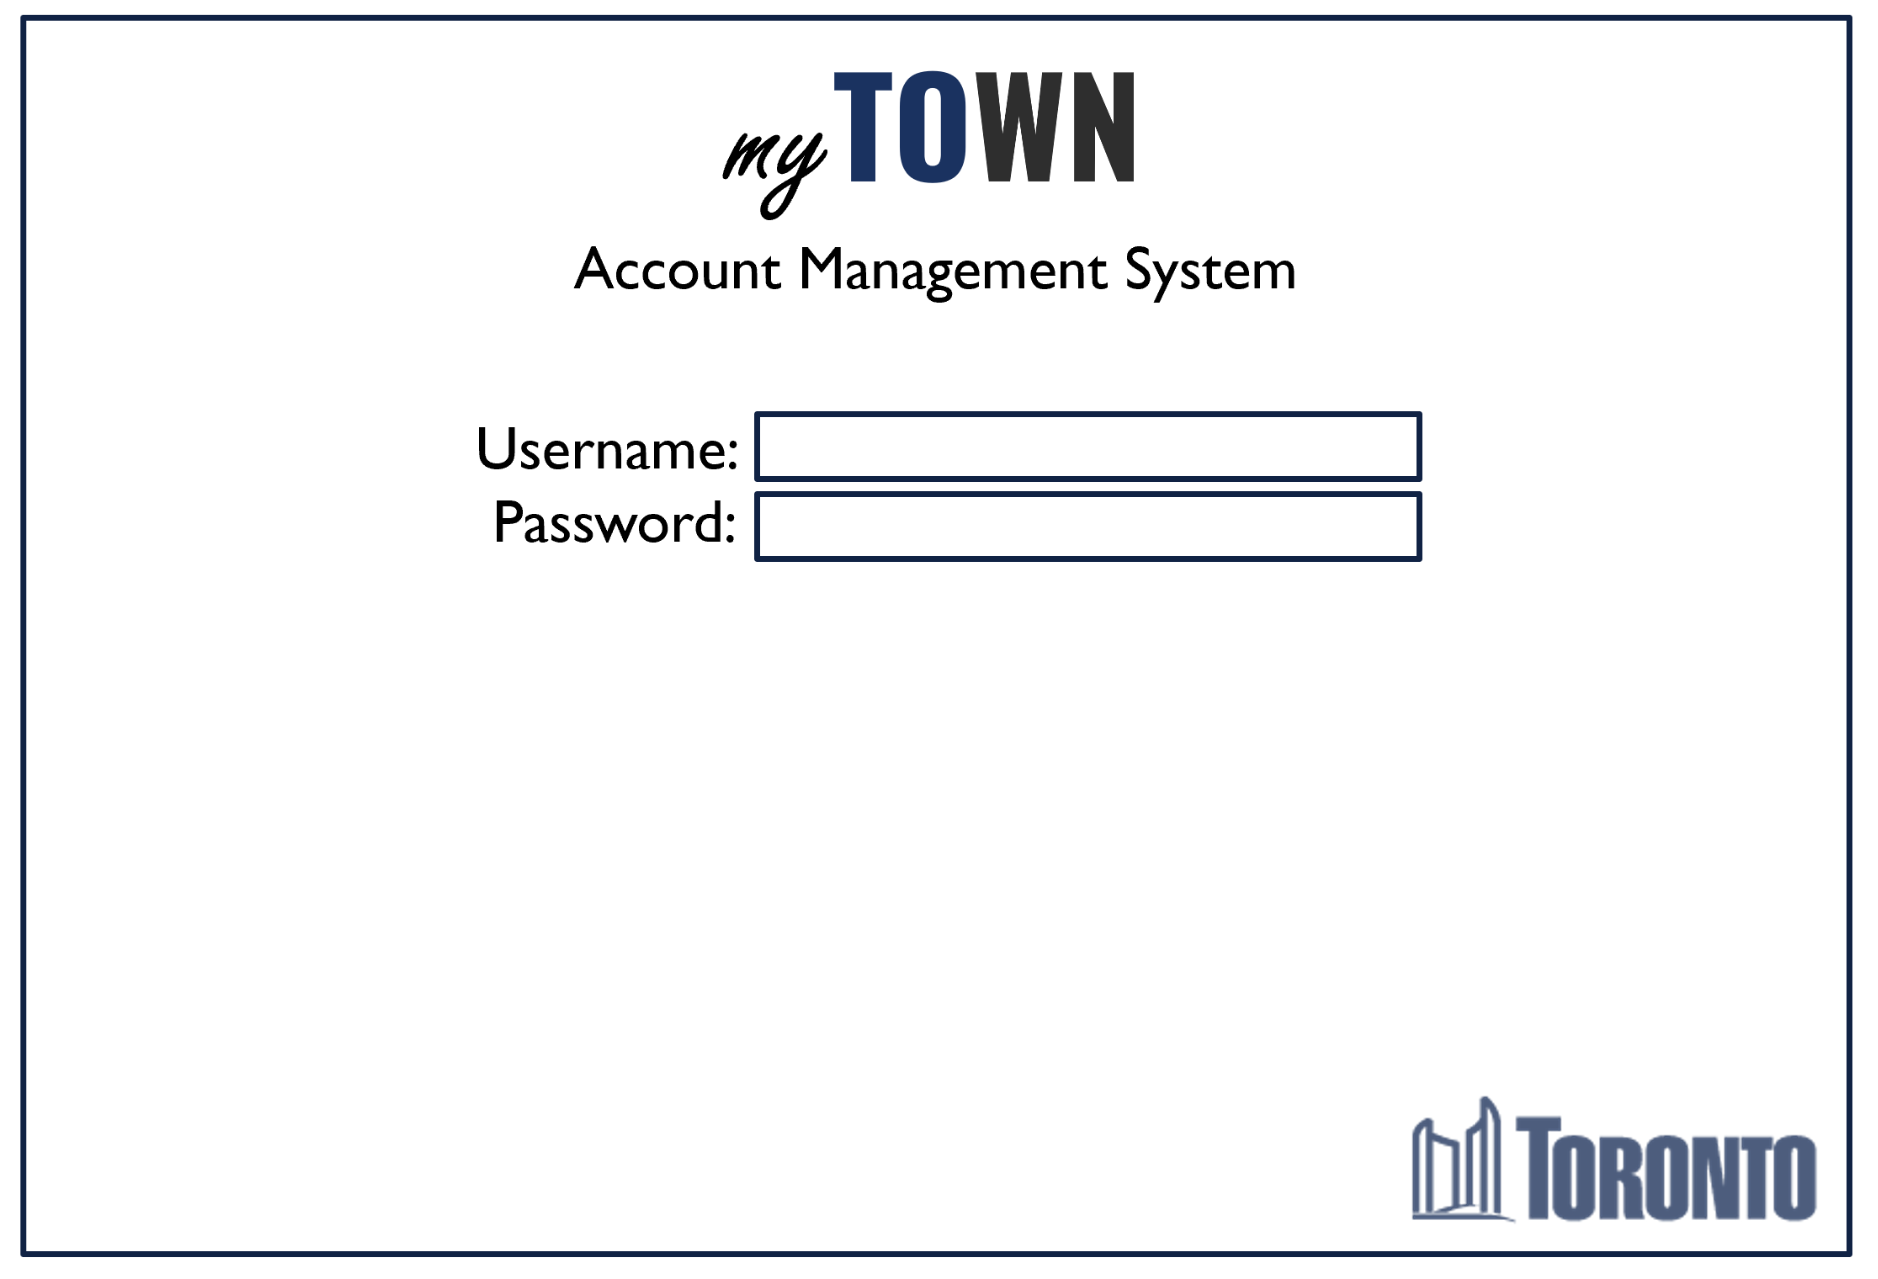 myTOWN
Account Management System
Username:
Password:
TORONTO